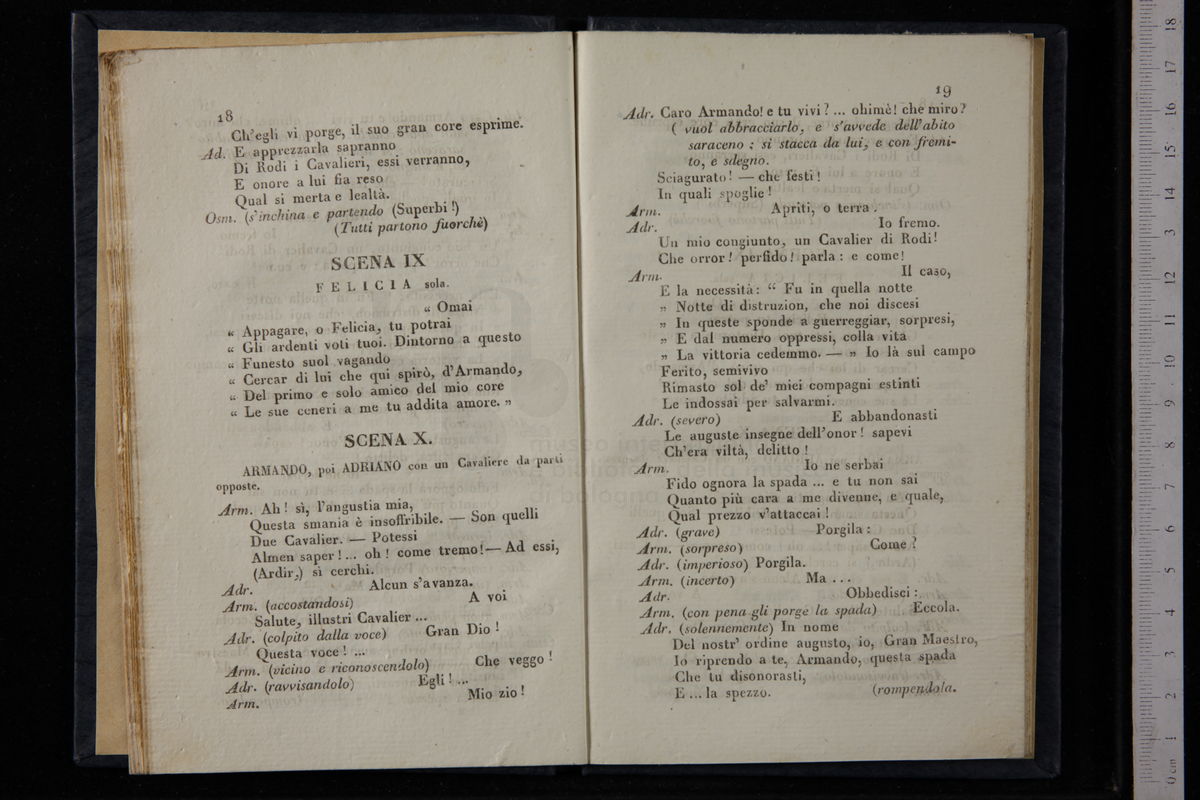 18
Ch'egli vi porge, il suo gran core esprime.
Ad. E apprezzarla sapranno
Di Rodi i Cavalieri, essi verranno,
E onore a lui fia reso
Qual si merta e lealtà.
Osm. (s'inchina e partendo (Superbi!)
(Tutti partono fuorchè)
SCENA IX
FELICIA sola.
“ Omai
“ Appagare, o Felicia, tu potrai
“ Gli ardenti voti tuoi. Dintorno a questo
“ Funesto suol vagando
“ Cercar di lui che qui spirò, d'Armando,
“ Del primo e solo amico del mio core
“ Le sue ceneri a me tu addita amore. „
SCENA X.
ARMANDO, poi ADRIANO con un Cavaliere da parti
opposte.
Arm. Ah! sì, l'angustia mia,
Questa smania è insoffribile. — Son quelli
Due Cavalier. — Potessi
Almen saper!... oh! come tremo!— Ad essi,
(Ardir,) si cerchi.
Adr. Alcun s'avanza.
Arm. (accostandosi) A voi
Salute, illustri Cavalier ...
Adr. (colpito dalla voce) Gran Dio!
Questa voce! ...
Arm. (vicino e riconoscendolo) Che veggo!
Adr. (ravvisandolo) Egli! ...
Arm. Mio zio!
19
Adr. Caro Armando! e tu vivi? ... ohimè! che miro?
( vuol abbracciarlo, e s'avvede dell'abito
saraceno ; si stacca da lui, e con fremi-
to, e sdegno.
Sciagurato! — che festi!
In quali spoglie!
Arm. Apriti, o terra.
Adr. Io fremo.
Un mio congiunto, un Cavalier di Rodi!
Che orror! perfido! parla: e come!
Arm. Il caso,
E la necessità: “ Fu in quella notte
„ Notte di distruzion, che noi discesi
„ In queste sponde a guerreggiar, sorpresi,
„ E dal numero oppressi, colla vita
„ La vittoria cedemmo. — „ Io là sul campo
Ferito, semivivo
Rimasto sol de' miei compagni estinti
Le indossai per salvarmi.
Adr. (severo) E abbandonasti
Le auguste insegne dell'onor! sapevi
Ch'era viltà, delitto!
Arm. Io ne serbai
Fido ognora la spada ... e tu non sai
Quanto più cara a me divenne, e quale,
Qual prezzo v'attaccai!
Adr. (grave) Porgila:
Arm. (sorpreso) Come?
Adr. (imperioso) Porgila.
Arm. (incerto) Ma ...
Adr. Obbedisci:
Arm. (con pena gli porge la spada) Eccola.
Adr. (solennemente) In nome
Del nostr' ordine augusto, io, Gran Maestro,
Io riprendo a te, Armando, questa spada
Che tu disonorasti,
E ... la spezzo. (rompendola.